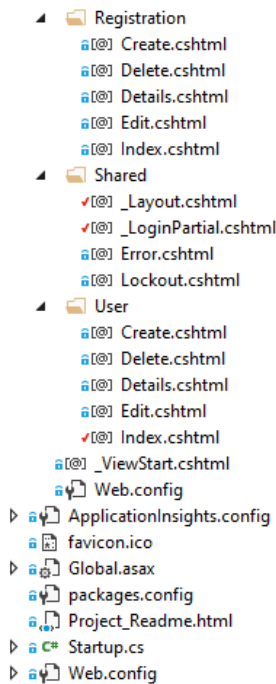 Registration
[@] Create.cshtml
[@] Delete.cshtml
[@] Details.cshtml
[@] Edit.cshtml
[@] Index.cshtml
Shared
[@] _Layout.cshtml
[@] _LoginPartial.cshtml
[@] Error.cshtml
[@] Lockout.cshtml
User
[@] Create.cshtml
[@] Delete.cshtml
[@] Details.cshtml
[@] Edit.cshtml
[@] Index.cshtml
[@] _ViewStart.cshtml
Web.config
ApplicationInsights.config
favicon.ico
Global.asax
packages.config
Project_Readme.html
C# Startup.cs
Web.config